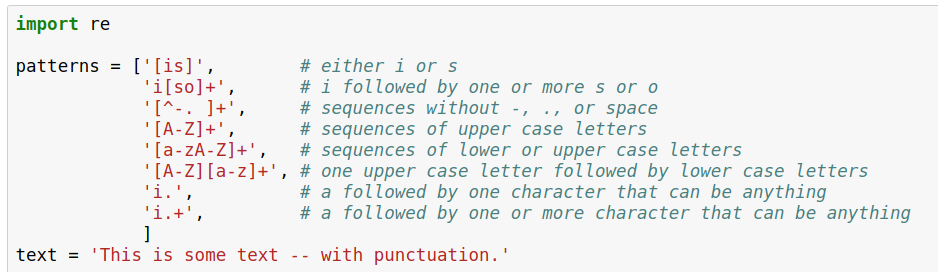 import re

patterns = ['[is]',        # either i or s
            'i[so]+',      # i followed by one or more s or o
            '[^-. ]+',     # sequences without -, ., or space
            '[A-Z]+',      # sequences of upper case letters
            '[a-zA-Z]+',   # sequences of lower or upper case letters
            '[A-Z][a-z]+', # one upper case letter followed by lower case letters
            'i.',          # a followed by one character that can be anything
            'i.+',         # a followed by one or more character that can be anything
            ]
text = 'This is some text -- with punctuation.'